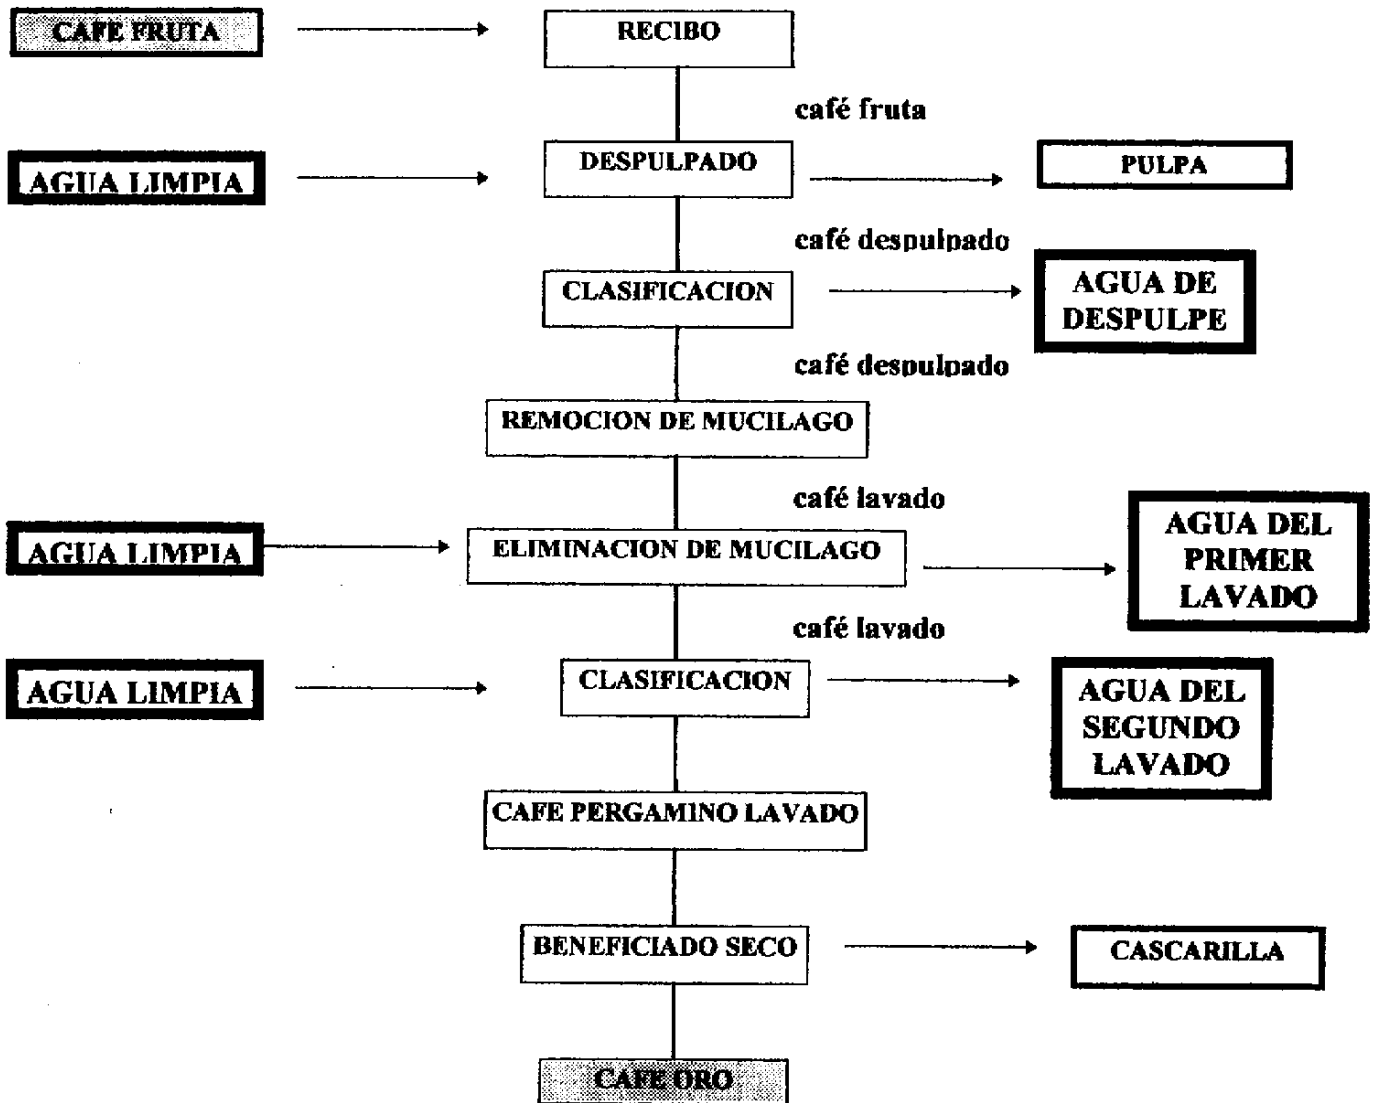 CAFE FRUTA
RECIBO
café fruta
AGUA LIMPIA
DESPULPADO
PULPA
café despulpado
CLASIFICACION
AGUA DE
DESPULPE
café despulpado
REMOCION DE MUCILAGO
café lavado
AGUA LIMPIA
ELIMINACION DE MUCILAGO
AGUA DEL
PRIMER
LAVADO
café lavado
AGUA LIMPIA
CLASIFICACION
AGUA DEL
SEGUNDO
LAVADO
CAFE PERGAMINO LAVADO
BENEFICIADO SECO
CASCARILLA
CAFE ORO